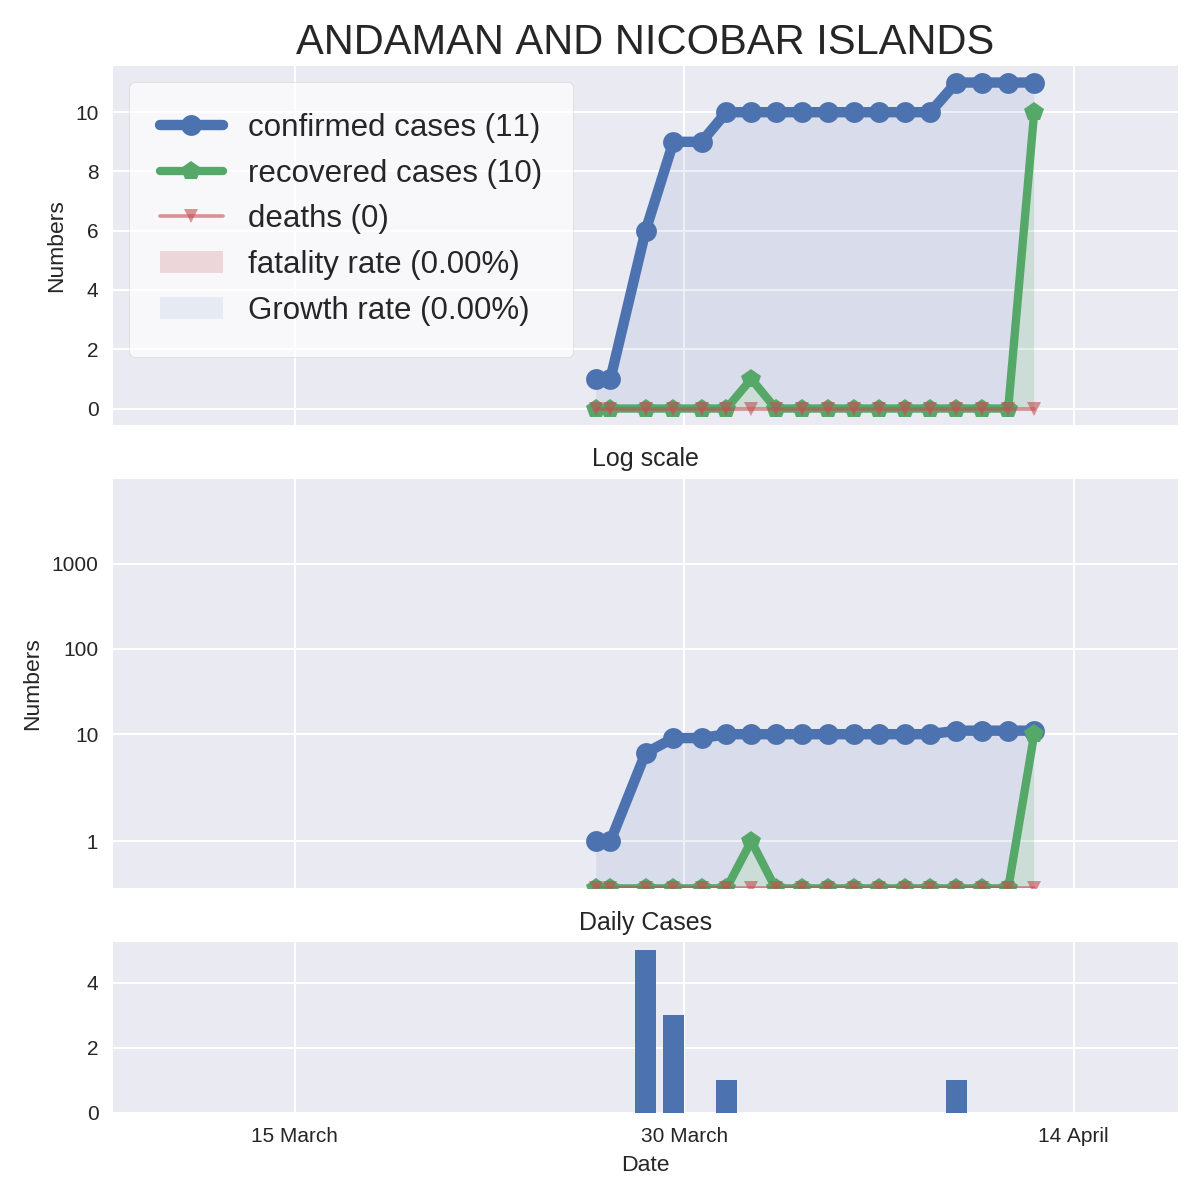 ANDAMAN AND NICOBAR ISLANDS
10
8
6
4
2
0
Numbers
confirmed cases (11)
recovered cases (10)
deaths (0)
fatality rate (0.00%)
Growth rate (0.00%)
Log scale
1000
100
10
1
Numbers
Daily Cases
4
2
0
15 March
30 March
14 April
Date